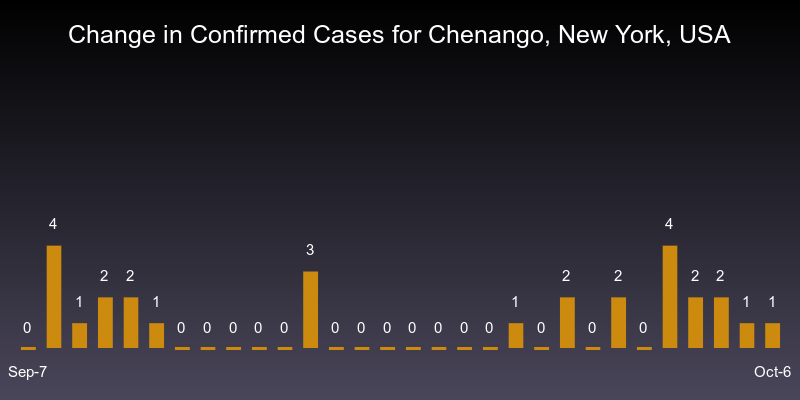 Change in Confirmed Cases for Chenango, New York, USA
0 4 1 2 2 1 0 0 0 0 0 3 0 0 0 0 0 0 0 1 0 2 0 2 0 4 2 2 1 1
Sep-7 Oct-6